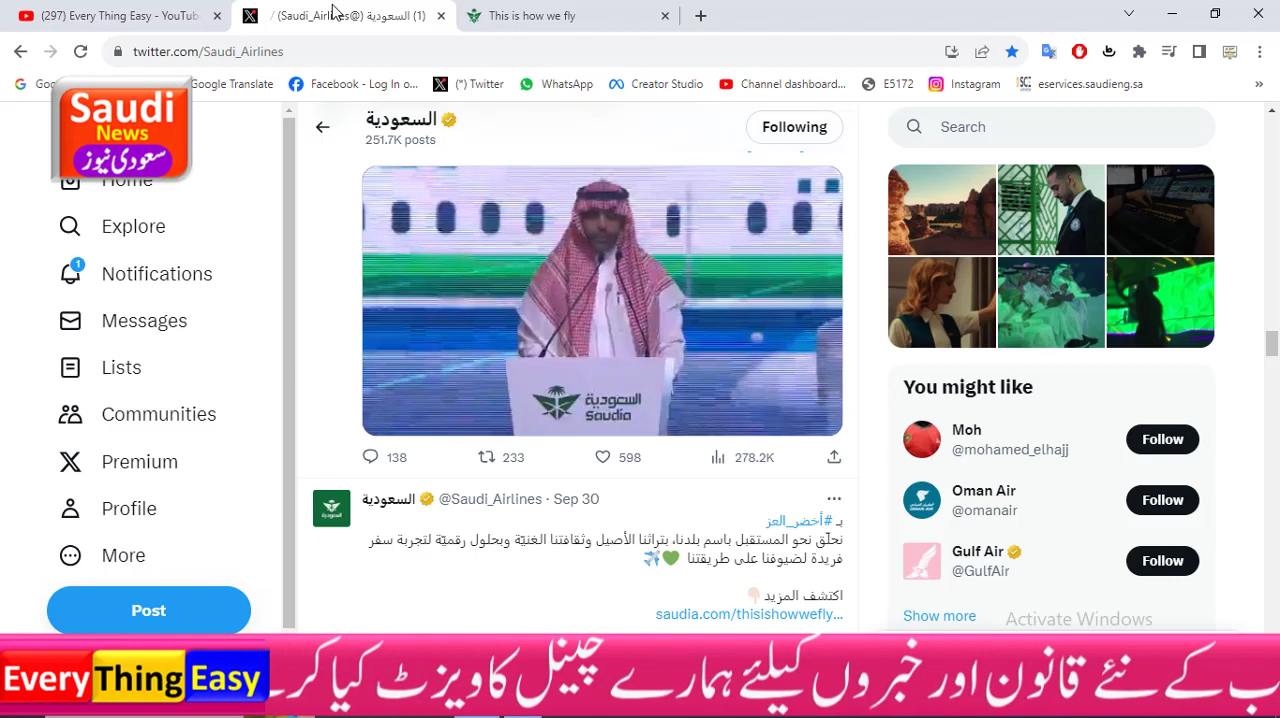 (297) Every Thing Easy - YouTub
(1) السعودية (@Saudi_Airlines) /
This is how we fly
twitter.com/Saudi_Airlines
Goo
Google Translate
Facebook - Log In o...
(*) Twitter
WhatsApp
Creator Studio
Channel dashboard...
E5172
Instagram
eservices.saudieng.sa
Saudi
News
سعودی نیوز
السعودية
251.7K posts
Following
Search
Home
Explore
Notifications
1
Messages
Lists
Communities
Premium
Profile
More
Post
السعودية
Saudia
138
233
598
278.2K
السعودية @Saudi_Airlines · Sep 30
بـ #أخضر_العز
نحلّق نحو المستقبل باسم بلدنا، بتراثنا الأصيل وثقافتنا الغنيّة وبحلول رقميّة لتجربة سفر
فريدة لضيوفنا على طريقتنا 💚✈️
اكتشف المزيد👇🏻
saudia.com/thisishowwefly...
You might like
Moh
@mohamed_elhajj
Follow
Oman Air
@omanair
Follow
Gulf Air
@GulfAir
Follow
Show more
Activate Windows
EveryThing Easy
ب کے نئے قانون اور خبروں کیلئے ہمارے چینل کا ویزٹ کیا کر